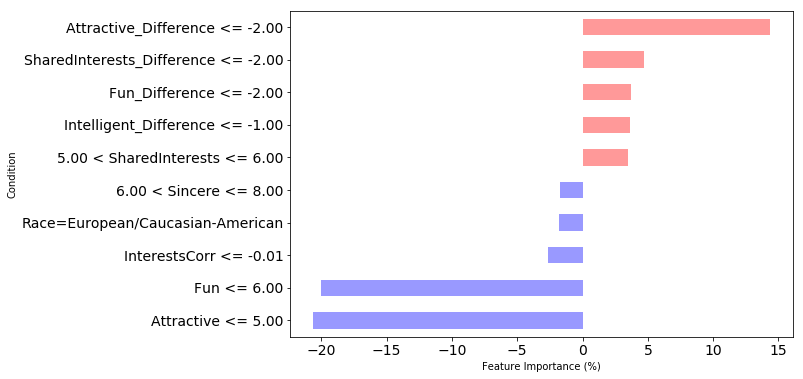 Attractive_Difference <= -2.00
SharedInterests_Difference <= -2.00
Fun_Difference <= -2.00
Intelligent_Difference <= -1.00
5.00 < SharedInterests <= 6.00
6.00 < Sincere <= 8.00
Race=European/Caucasian-American
InterestsCorr <= -0.01
Fun <= 6.00
Attractive <= 5.00
Condition
−20 −15 −10 −5 0 5 10 15
Feature Importance (%)